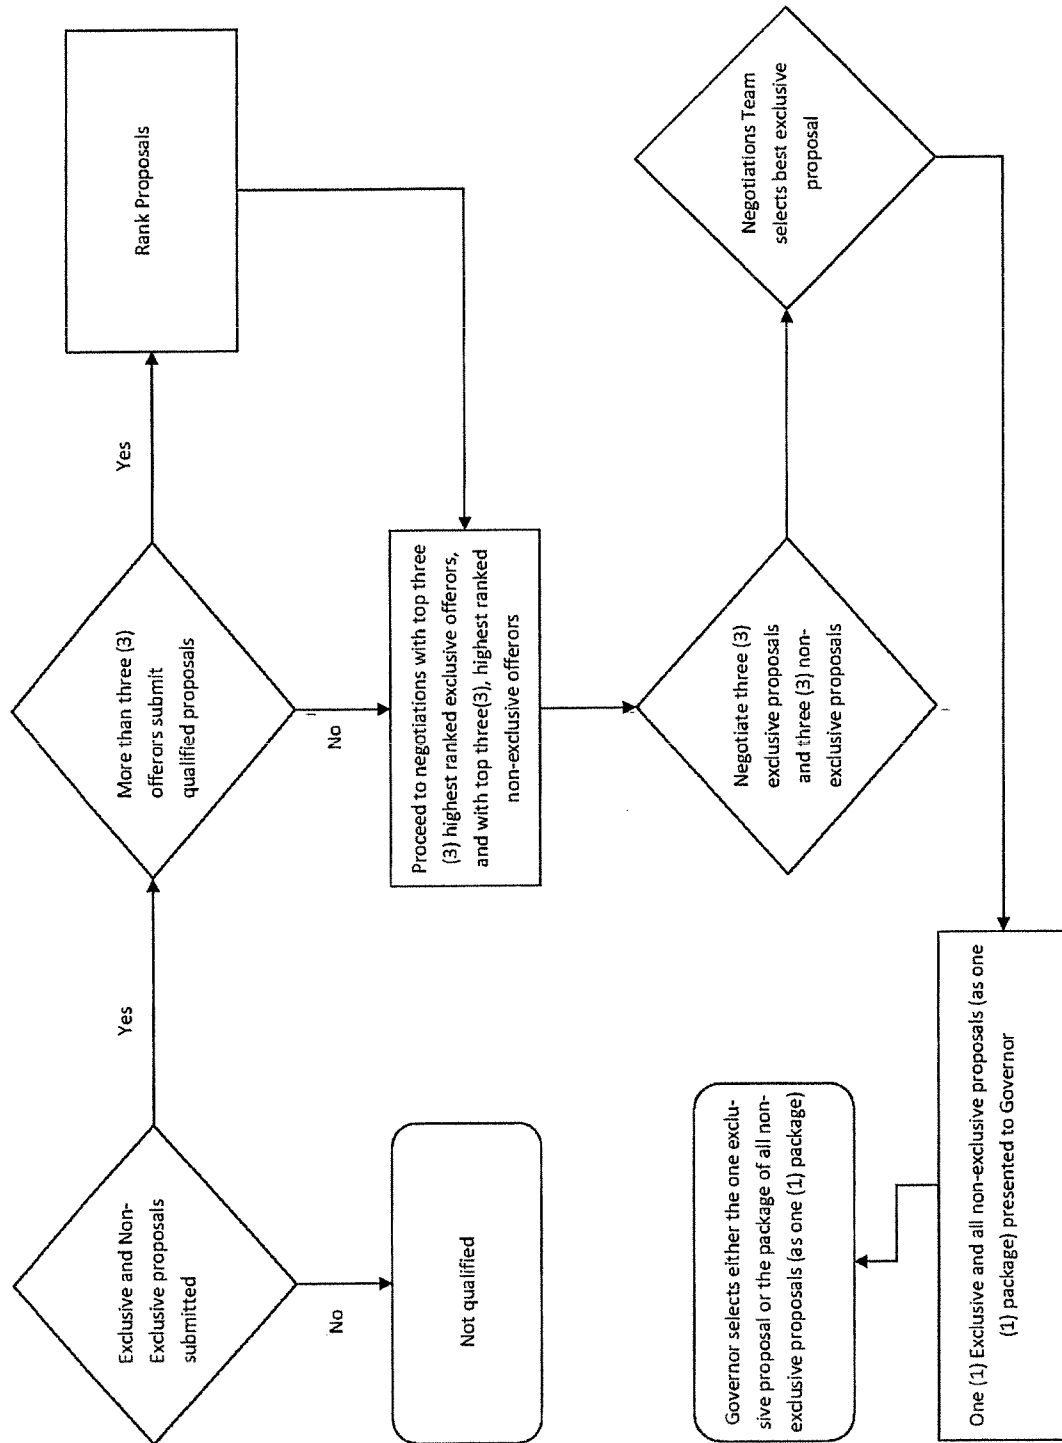 Exclusive and Non-
Exclusive proposals
submitted
Yes
No
Not qualified
More than three (3)
offerors submit
qualified proposals
Yes
No
Rank Proposals
Proceed to negotiations with top three
(3) highest ranked exclusive offerors,
and with top three(3), highest ranked
non-exclusive offerors
Negotiate three (3)
exclusive proposals
and three (3) non-
exclusive proposals
Negotiations Team
selects best exclusive
proposal
One (1) Exclusive and all non-exclusive proposals (as one
(1) package) presented to Governor
Governor selects either the one exclu-
sive proposal or the package of all non-
exclusive proposals (as one (1) package)